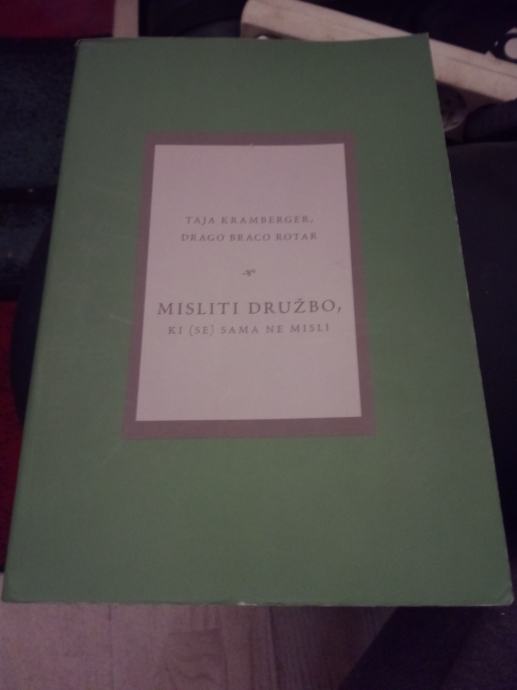 TAJA KRAMBERGER,
DRAGO BRACO ROTAR
MISLITI DRUŽBO,
KI (SE) SAMA NE MISLI